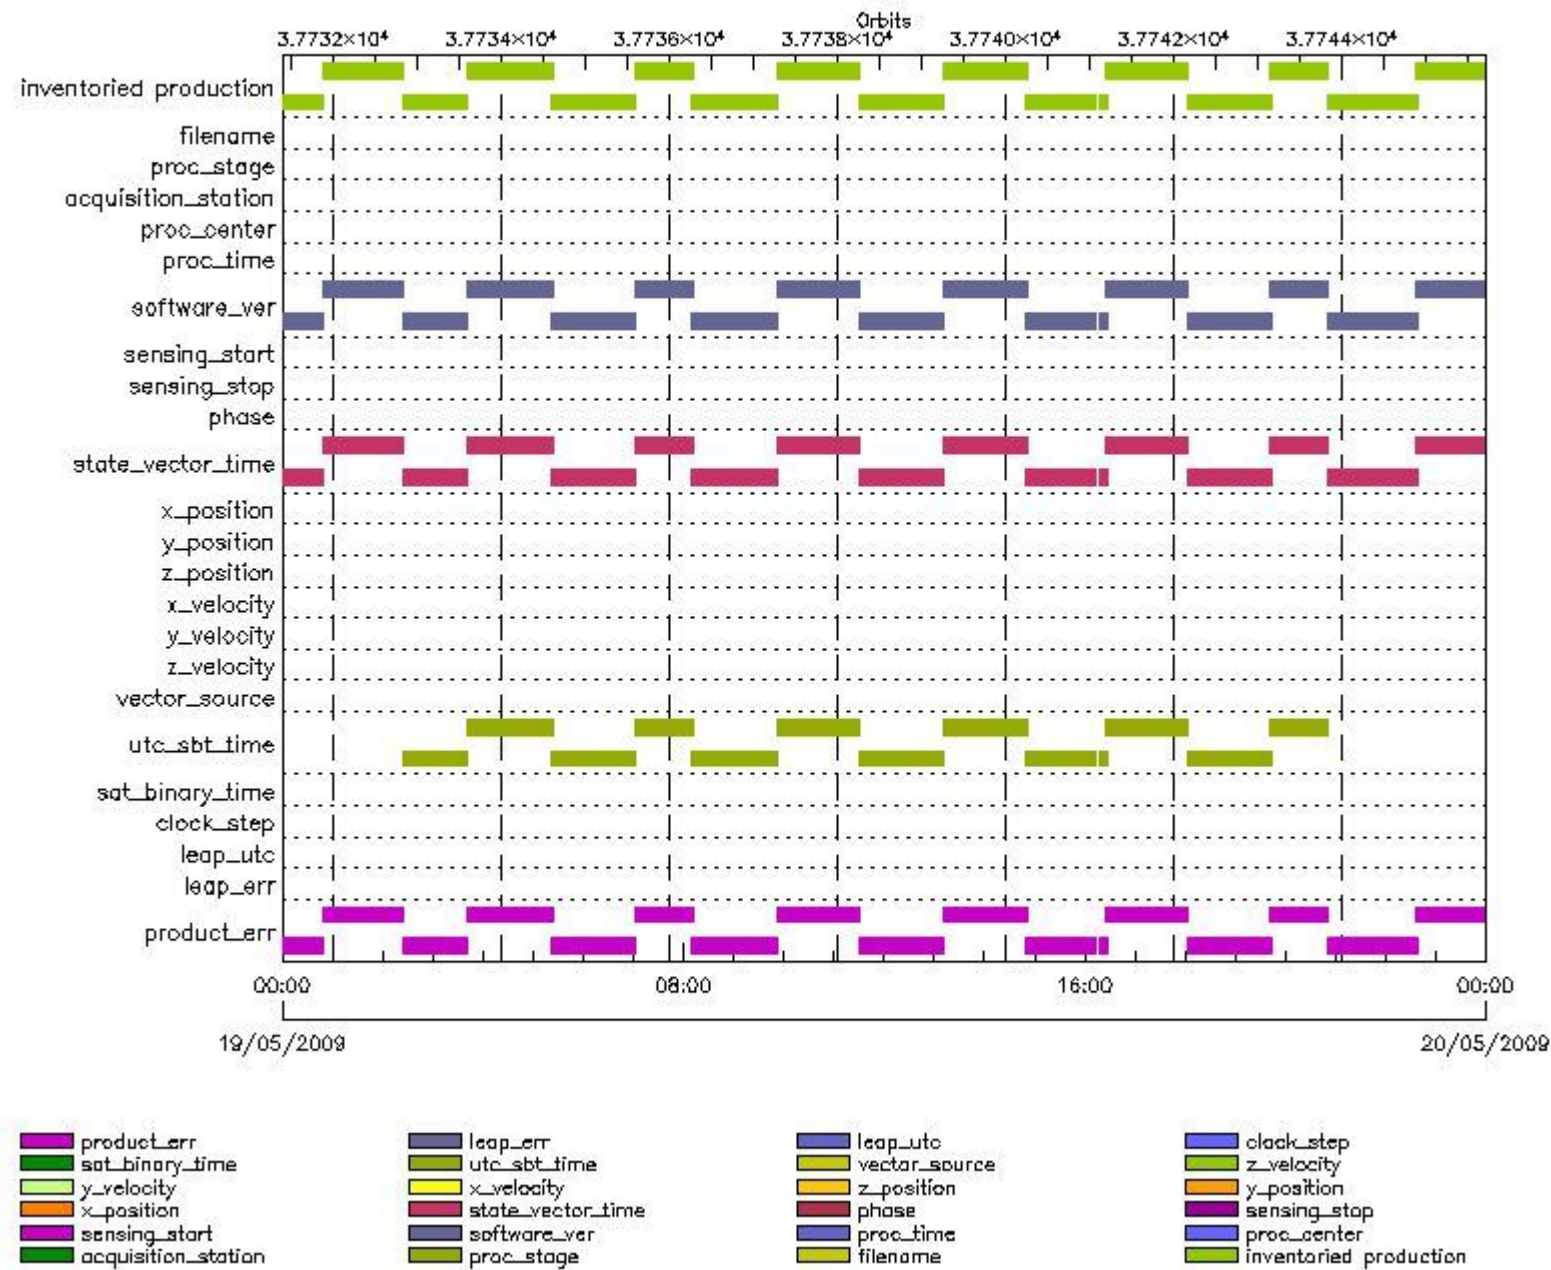 Orbits
3.7732×10⁴ 3.7734×10⁴ 3.7736×10⁴ 3.7738×10⁴ 3.7740×10⁴ 3.7742×10⁴ 3.7744×10⁴
inventoried production
filename
proc_stage
acquisition_station
proc_center
proc_time
software_ver
sensing_start
sensing_stop
phase
state_vector_time
x_position
y_position
z_position
x_velocity
y_velocity
z_velocity
vector_source
utc_sbt_time
sat_binary_time
clock_step
leap_utc
leap_err
product_err
00:00 08:00 16:00 00:00
19/05/2009 20/05/2009
product_err leap_err leap_utc clock_step
sat_binary_time utc_sbt_time vector_source z_velocity
y_velocity x_velocity z_position y_position
x_position state_vector_time phase sensing_stop
sensing_start software_ver proc_time proc_center
acquisition_station proc_stage filename inventoried production